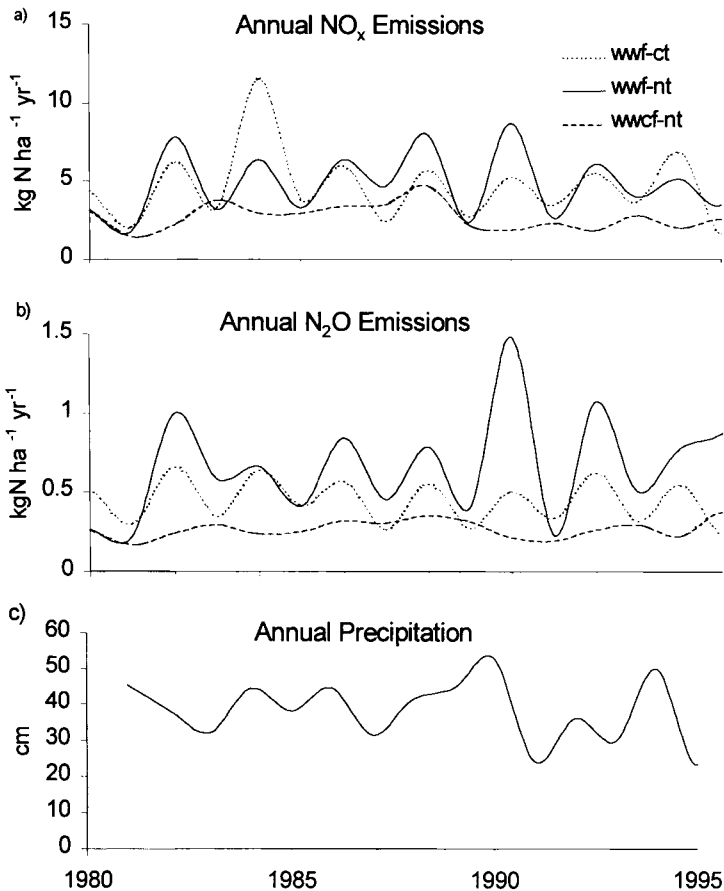 a)
Annual NOₓ Emissions
15
10
5
0
kg N ha ⁻¹ yr⁻¹
wwf-ct
wwf-nt
wwcf-nt
b)
Annual N₂O Emissions
1.5
1
0.5
0
kgN ha ⁻¹ yr⁻¹
c)
Annual Precipitation
60
50
40
30
20
10
0
cm
1980
1985
1990
1995